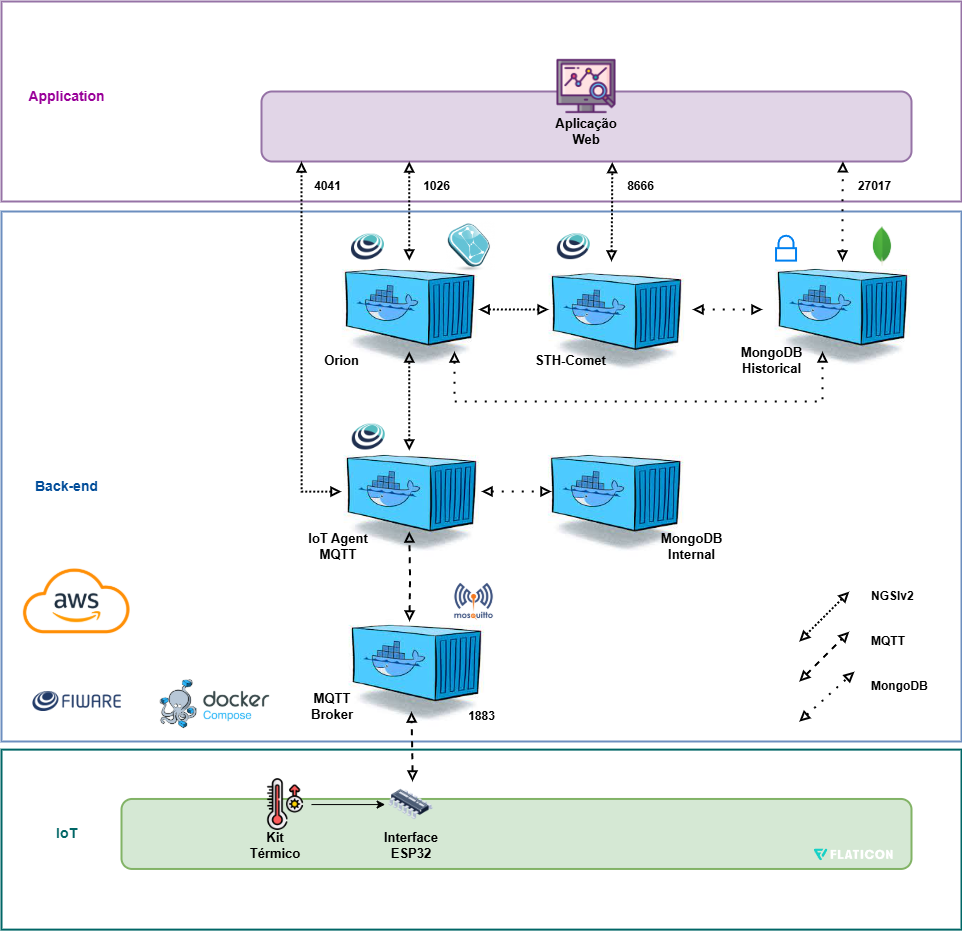 Application
Aplicação
Web
4041
1026
8666
27017
Orion
STH-Comet
MongoDB
Historical
Back-end
IoT Agent
MQTT
MongoDB
Internal
aws
mosquitto
NGSIv2
MQTT
MongoDB
FIWARE
docker
Compose
MQTT
Broker
1883
IoT
Kit
Térmico
Interface
ESP32
FLATICON